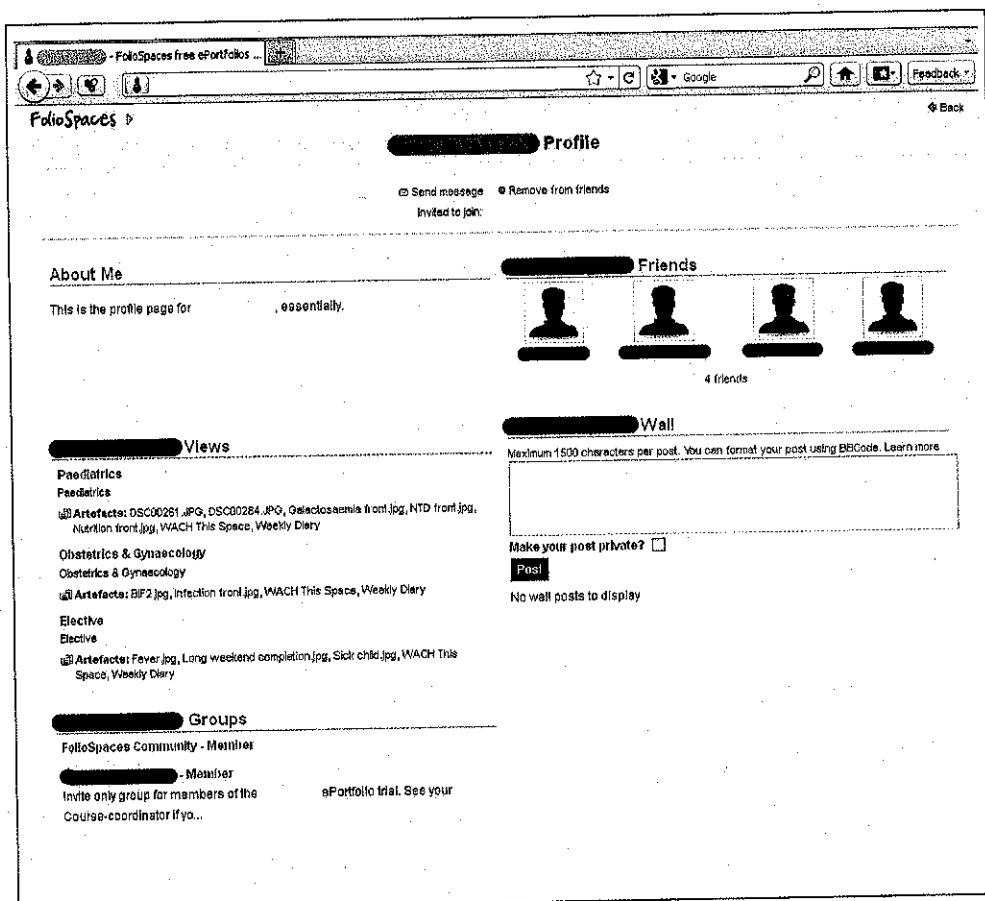 - FolioSpaces free ePortfolios ...
Google
Feedback
FolioSpaces
Back
Profile
Send message Remove from friends
Invited to join:
About Me
This is the profile page for , essentially.
Friends
4 friends
Views
Paediatrics
Paediatrics
Artefacts: DSC00261.JPG, DSC00284.JPG, Galactosaemia front.jpg, NTD front.jpg,
Nutrition front.jpg, WACH This Space, Weekly Diary
Obstetrics & Gynaecology
Obstetrics & Gynaecology
Artefacts: BIF2.jpg, Infection front.jpg, WACH This Space, Weekly Diary
Elective
Elective
Artefacts: Fever.jpg, Long weekend completion.jpg, Sick child.jpg, WACH This
Space, Weekly Diary
Groups
FolioSpaces Community - Member
- Member
Invite only group for members of the ePortfolio trial. See your
Course-coordinator if yo...
Wall
Maximum 1500 characters per post. You can format your post using BBCode. Learn more
Make your post private?
Post
No wall posts to display